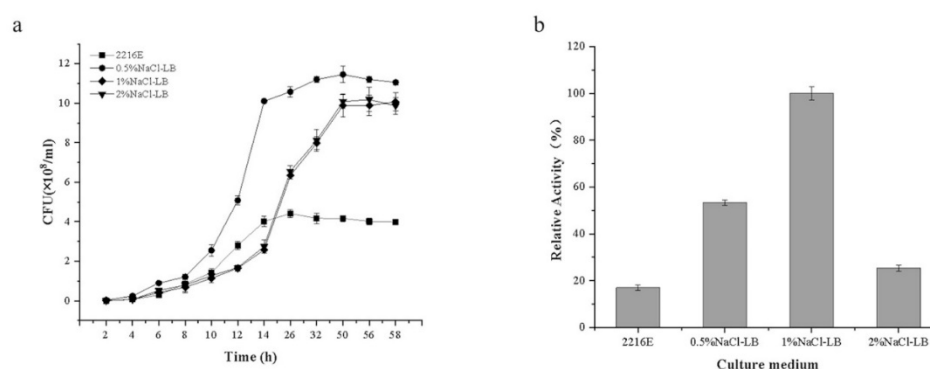 a
2216E
0.5%NaCl-LB
1%NaCl-LB
2%NaCl-LB
CFU(×10⁸/ml)
12
10
8
6
4
2
0
2 4 6 8 10 12 14 26 32 50 56 58
Time (h)
b
Relative Activity (%)
120
100
80
60
40
20
0
2216E 0.5%NaCl-LB 1%NaCl-LB 2%NaCl-LB
Culture medium